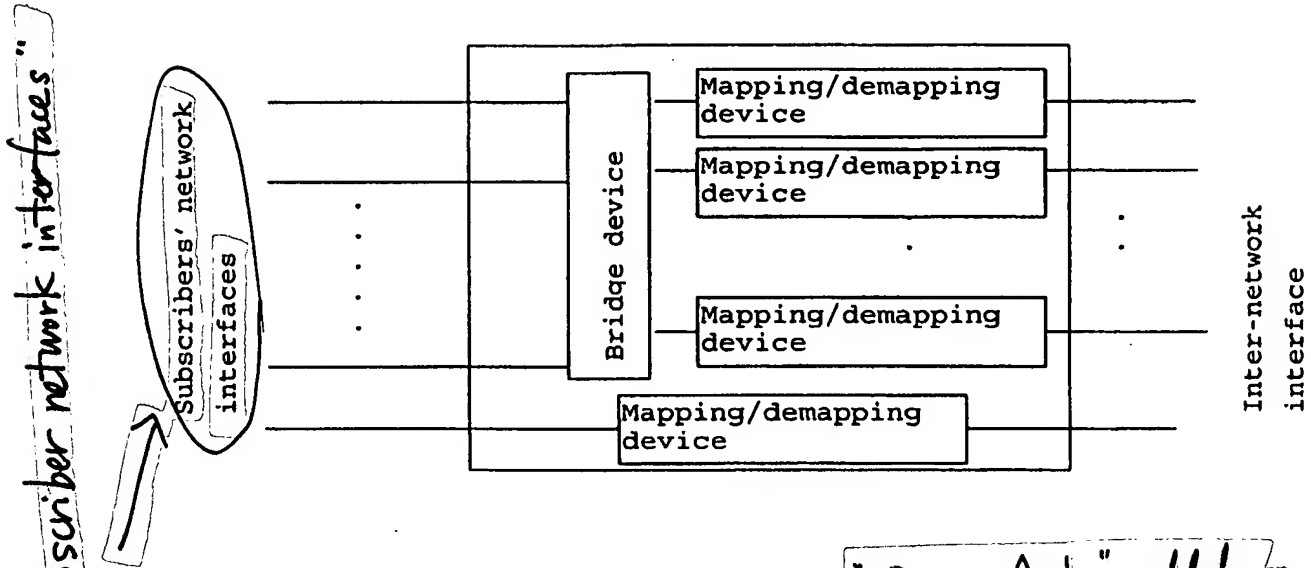 network interfaces"
Subscribers' network
interfaces
Bridge device
Mapping/demapping
device
Mapping/demapping
device
Mapping/demapping
device
Mapping/demapping
device
Inter-network
interface